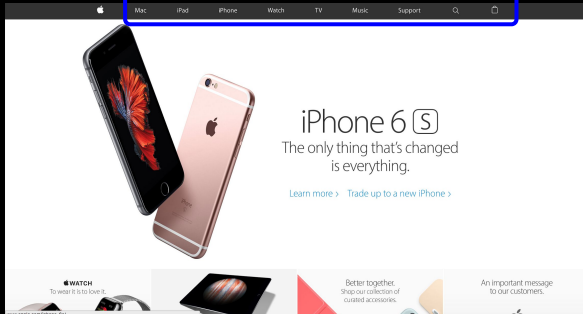 Mac iPad iPhone Watch TV Music Support
iPhone 6 S
The only thing that's changed
is everything.
Learn more > Trade up to a new iPhone >
WATCH
To wear it is to love it.
Better together.
Shop our collection of
curated accessories.
An important message
to our customers.